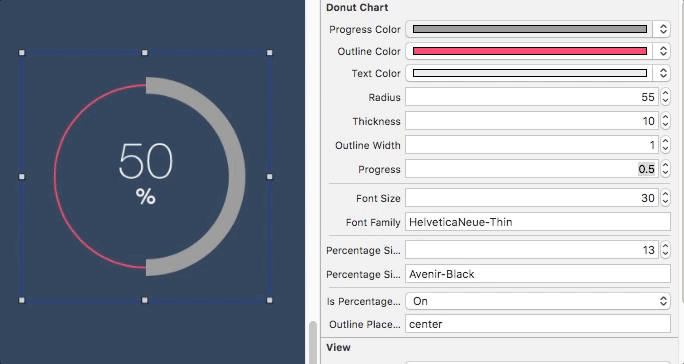 50
%
Donut Chart
Progress Color
Outline Color
Text Color
Radius 55
Thickness 10
Outline Width 1
Progress 0.5
Font Size 30
Font Family HelveticaNeue-Thin
Percentage Si... 13
Percentage Si... Avenir-Black
Is Percentage... On
Outline Place... center
View